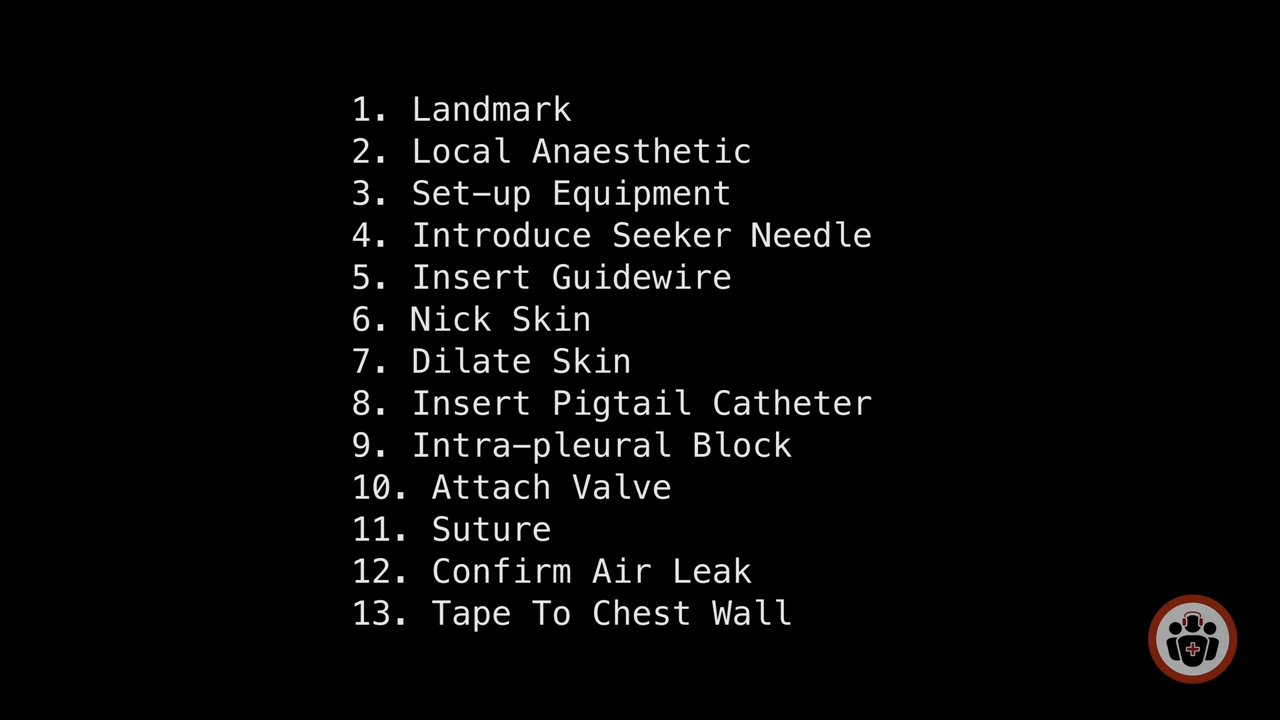 1. Landmark
2. Local Anaesthetic
3. Set-up Equipment
4. Introduce Seeker Needle
5. Insert Guidewire
6. Nick Skin
7. Dilate Skin
8. Insert Pigtail Catheter
9. Intra-pleural Block
10. Attach Valve
11. Suture
12. Confirm Air Leak
13. Tape To Chest Wall